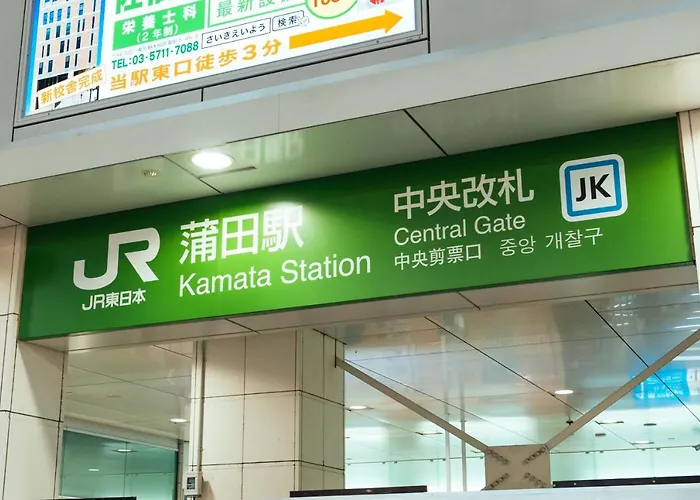 栄養士科
(2年制)
最新設
TEL:03-5711-7088
さいきえいよう 検索
新校舎完成
当駅東口徒歩3分
JR
JR東日本
蒲田駅
Kamata Station
中央改札
Central Gate
中央剪票口 중앙 개찰구
JK